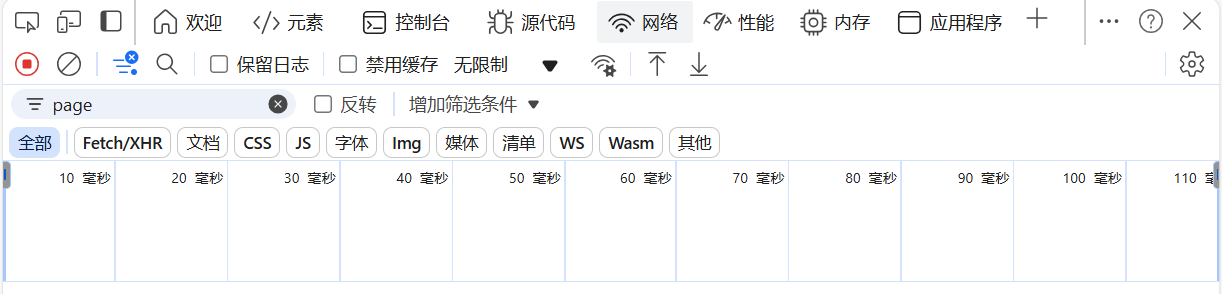 欢迎 元素 控制台 源代码 网络 性能 内存 应用程序
保留日志 禁用缓存 无限制
page 反转 增加筛选条件
全部 Fetch/XHR 文档 CSS JS 字体 Img 媒体 清单 WS Wasm 其他
10 毫秒 20 毫秒 30 毫秒 40 毫秒 50 毫秒 60 毫秒 70 毫秒 80 毫秒 90 毫秒 100 毫秒 110